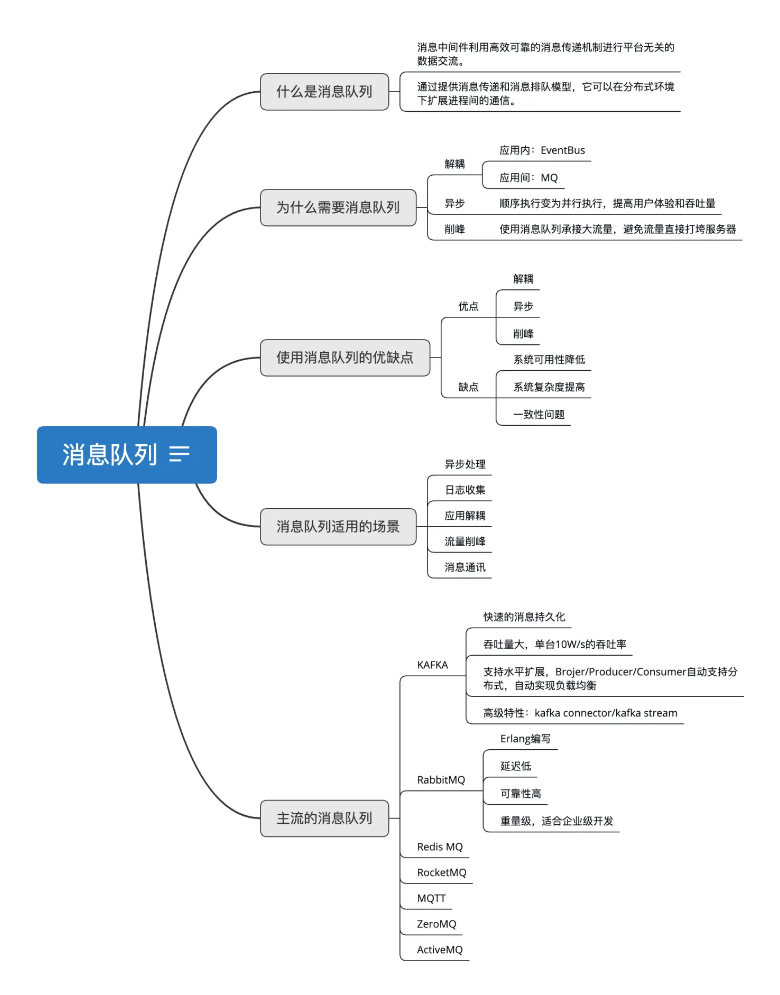 消息队列
什么是消息队列
消息中间件利用高效可靠的消息传递机制进行平台无关的
数据交流。
通过提供消息传递和消息排队模型，它可以在分布式环境
下扩展进程间的通信。
为什么需要消息队列
解耦
应用内：EventBus
应用间：MQ
异步
顺序执行变为并行执行，提高用户体验和吞吐量
削峰
使用消息队列承接大流量，避免流量直接打垮服务器
使用消息队列的优缺点
优点
解耦
异步
削峰
缺点
系统可用性降低
系统复杂度提高
一致性问题
消息队列适用的场景
异步处理
日志收集
应用解耦
流量削峰
消息通讯
主流的消息队列
KAFKA
快速的消息持久化
吞吐量大，单台10W/s的吞吐率
支持水平扩展，Brojer/Producer/Consumer自动支持分
布式，自动实现负载均衡
高级特性：kafka connector/kafka stream
RabbitMQ
Erlang编写
延迟低
可靠性高
重量级，适合企业级开发
Redis MQ
RocketMQ
MQTT
ZeroMQ
ActiveMQ